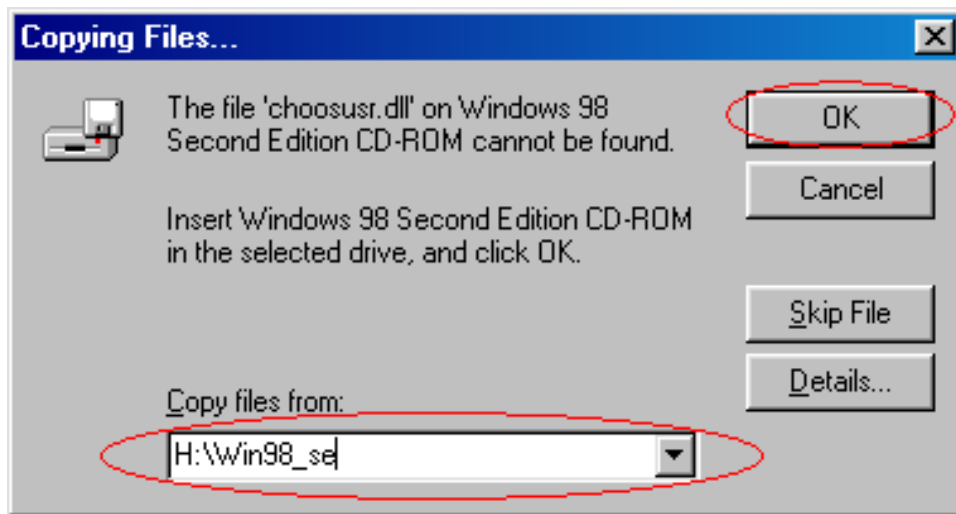 Copying Files...
The file 'choosusr.dll' on Windows 98
Second Edition CD-ROM cannot be found.
Insert Windows 98 Second Edition CD-ROM
in the selected drive, and click OK.
Copy files from:
H:\Win98_se
OK
Cancel
Skip File
Details...